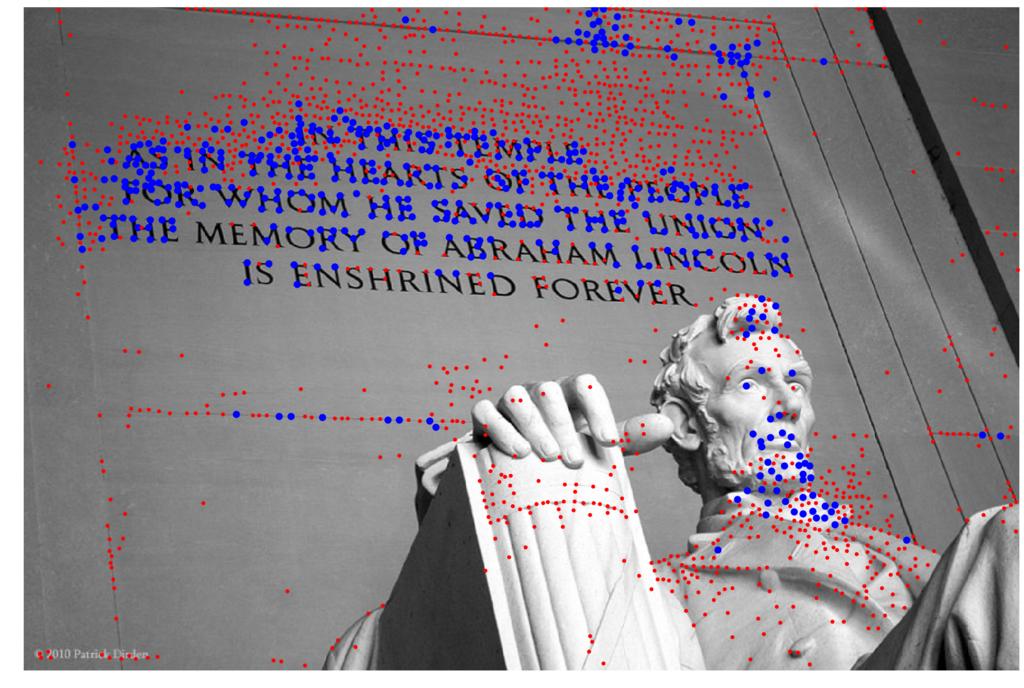 IN THIS TEMPLE
AS IN THE HEARTS OF THE PEOPLE
FOR WHOM HE SAVED THE UNION
THE MEMORY OF ABRAHAM LINCOLN
IS ENSHRINED FOREVER
© 2010 Patrick Dirden